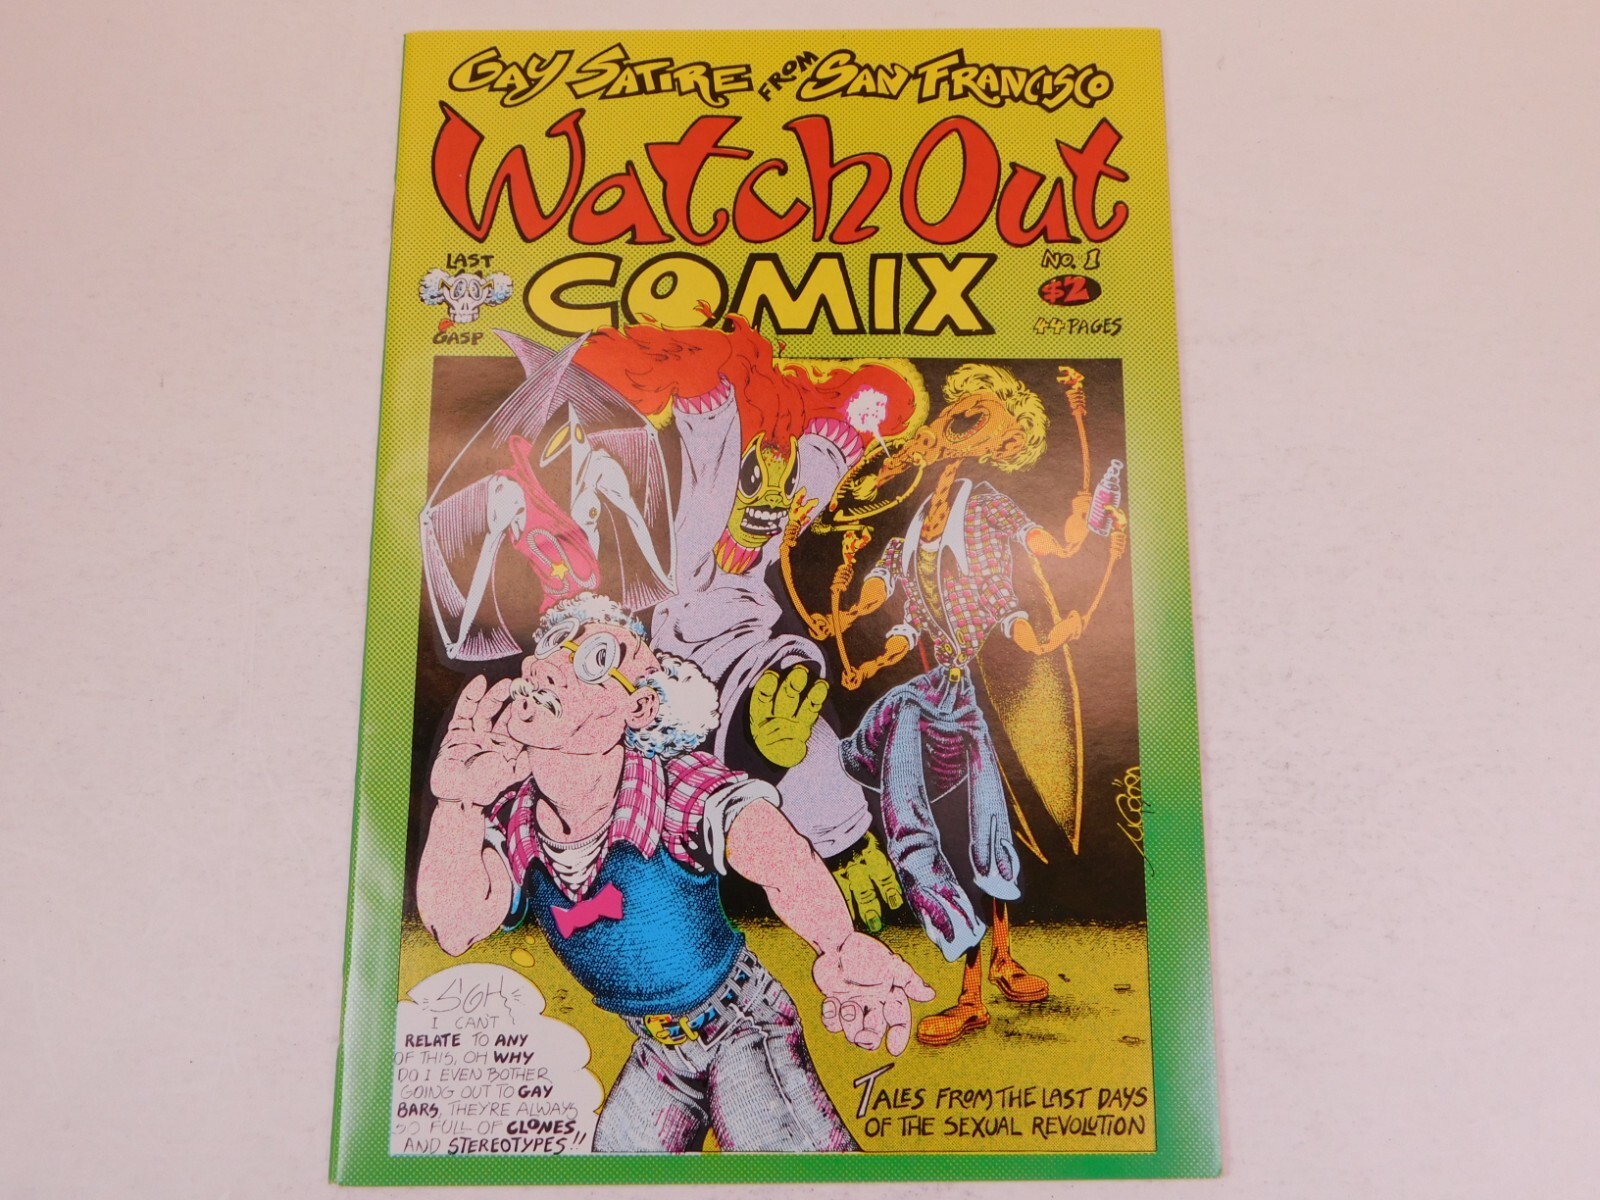 GAY SATIRE FROM SAN FRANCISCO
Watch Out
COMIX
LAST
GASP
NO. 1
$2
44 PAGES
SGH
I CAN'T
RELATE TO ANY
OF THIS, OH WHY
DO I EVEN BOTHER
GOING OUT TO GAY
BARS, THEY'RE ALWAYS
SO FULL OF CLONES
AND STEREOTYPES!!
TALES FROM THE LAST DAYS
OF THE SEXUAL REVOLUTION